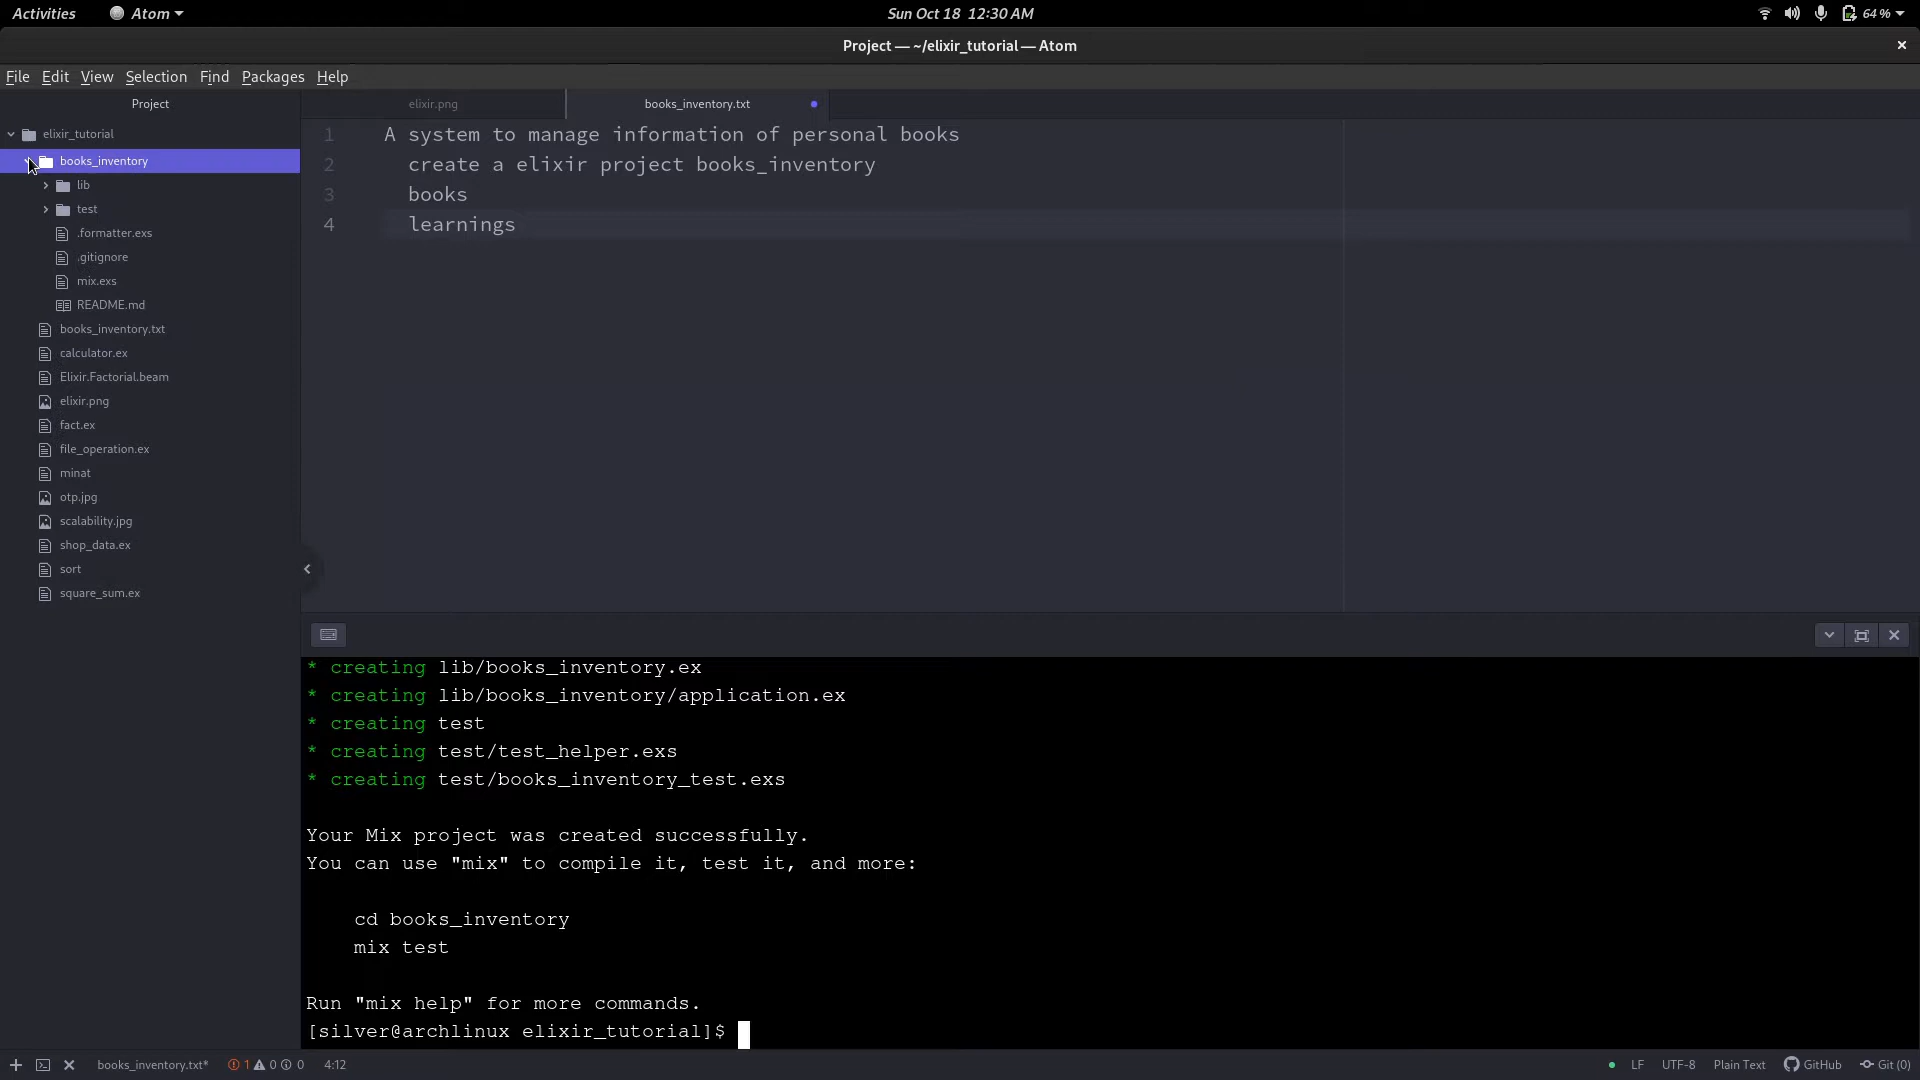 Activities
Atom
Sun Oct 18 12:30 AM
64 %
Project — ~/elixir_tutorial — Atom
File Edit View Selection Find Packages Help
Project
elixir.png
books_inventory.txt
elixir_tutorial
books_inventory
lib
test
.formatter.exs
.gitignore
mix.exs
README.md
books_inventory.txt
calculator.ex
Elixir.Factorial.beam
elixir.png
fact.ex
file_operation.ex
minat
otp.jpg
scalability.jpg
shop_data.ex
sort
square_sum.ex
1 A system to manage information of personal books
2 create a elixir project books_inventory
3 books
4 learnings
* creating lib/books_inventory.ex
* creating lib/books_inventory/application.ex
* creating test
* creating test/test_helper.exs
* creating test/books_inventory_test.exs
Your Mix project was created successfully.
You can use "mix" to compile it, test it, and more:
cd books_inventory
mix test
Run "mix help" for more commands.
[silver@archlinux elixir_tutorial]$
books_inventory.txt* 1 0 0 4:12
LF UTF-8 Plain Text GitHub Git (0)